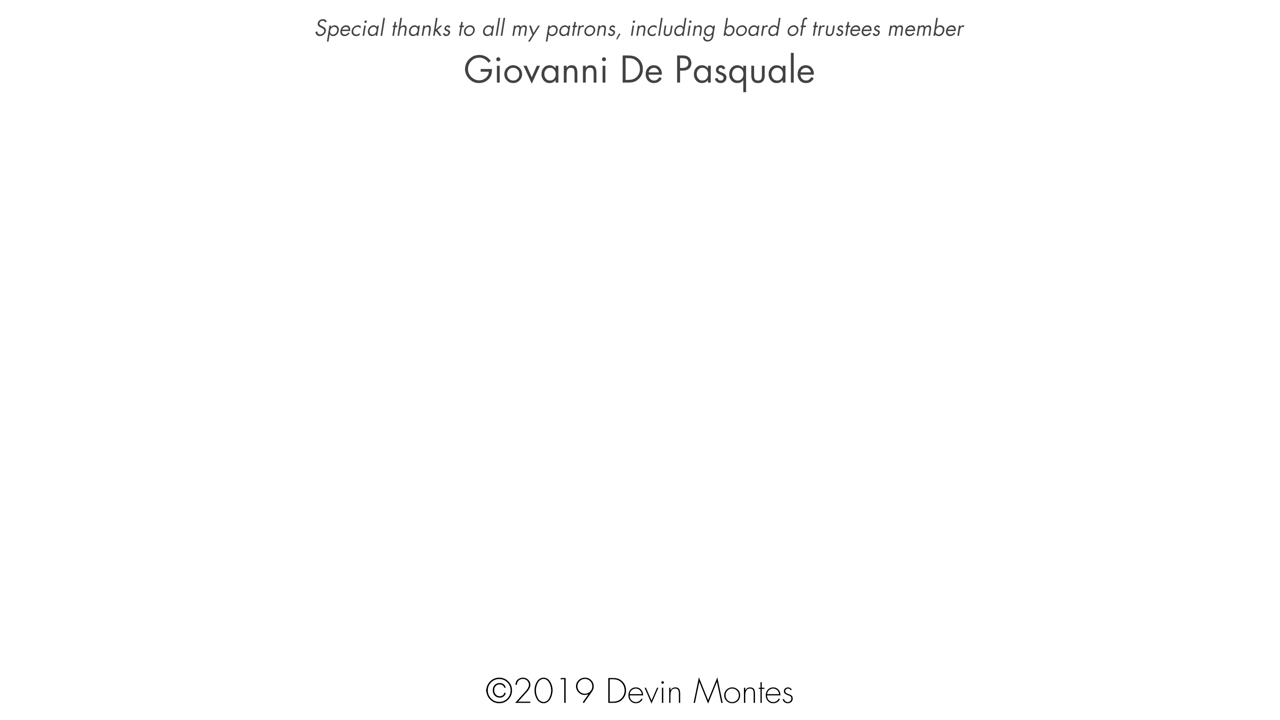 Special thanks to all my patrons, including board of trustees member
Giovanni De Pasquale
©2019 Devin Montes